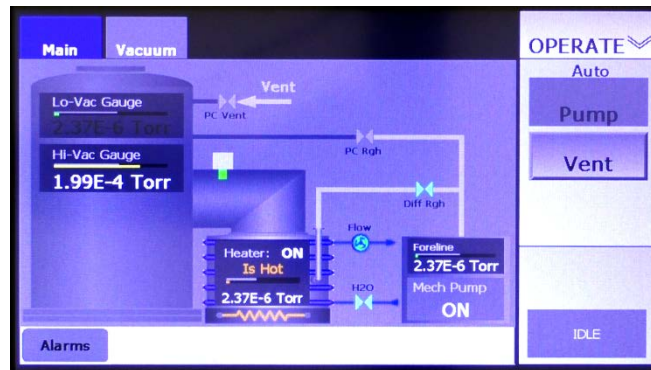 Main
Vacuum
OPERATE
Auto
Pump
Vent
Vent
PC Vent
Lo-Vac Gauge
2.37E-6 Torr
Hi-Vac Gauge
1.99E-4 Torr
PC Rgh
Diff Rgh
Flow
Heater: ON
Is Hot
2.37E-6 Torr
H2O
Foreline
2.37E-6 Torr
Mech Pump
ON
Alarms
IDLE